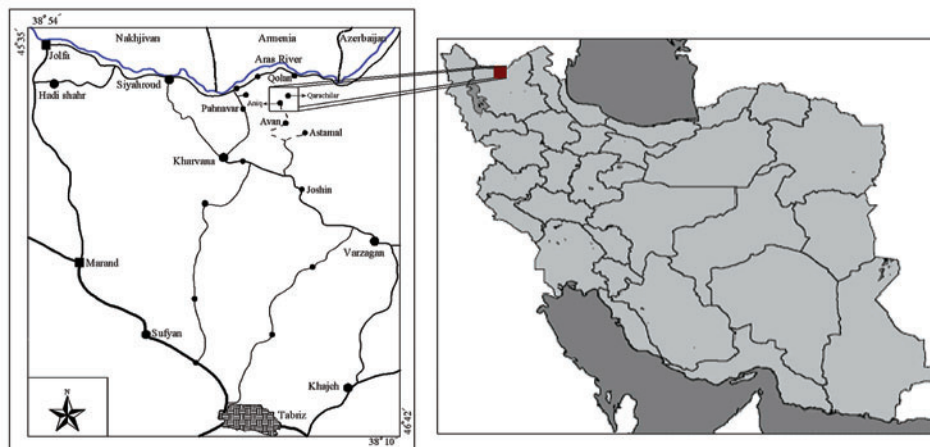 38° 54′
45° 35′
Nakhjivan
Armenia
Azerbaijan
Jolfa
Aras River
Siyahroud
Qolan
Hadi shahr
Aniq
Qarachilar
Pahnavar
Avan
Astamal
Kharvana
Joshin
Varzagan
Marand
Sufyan
Khajeh
N
Tabriz
46° 42′
38° 10′